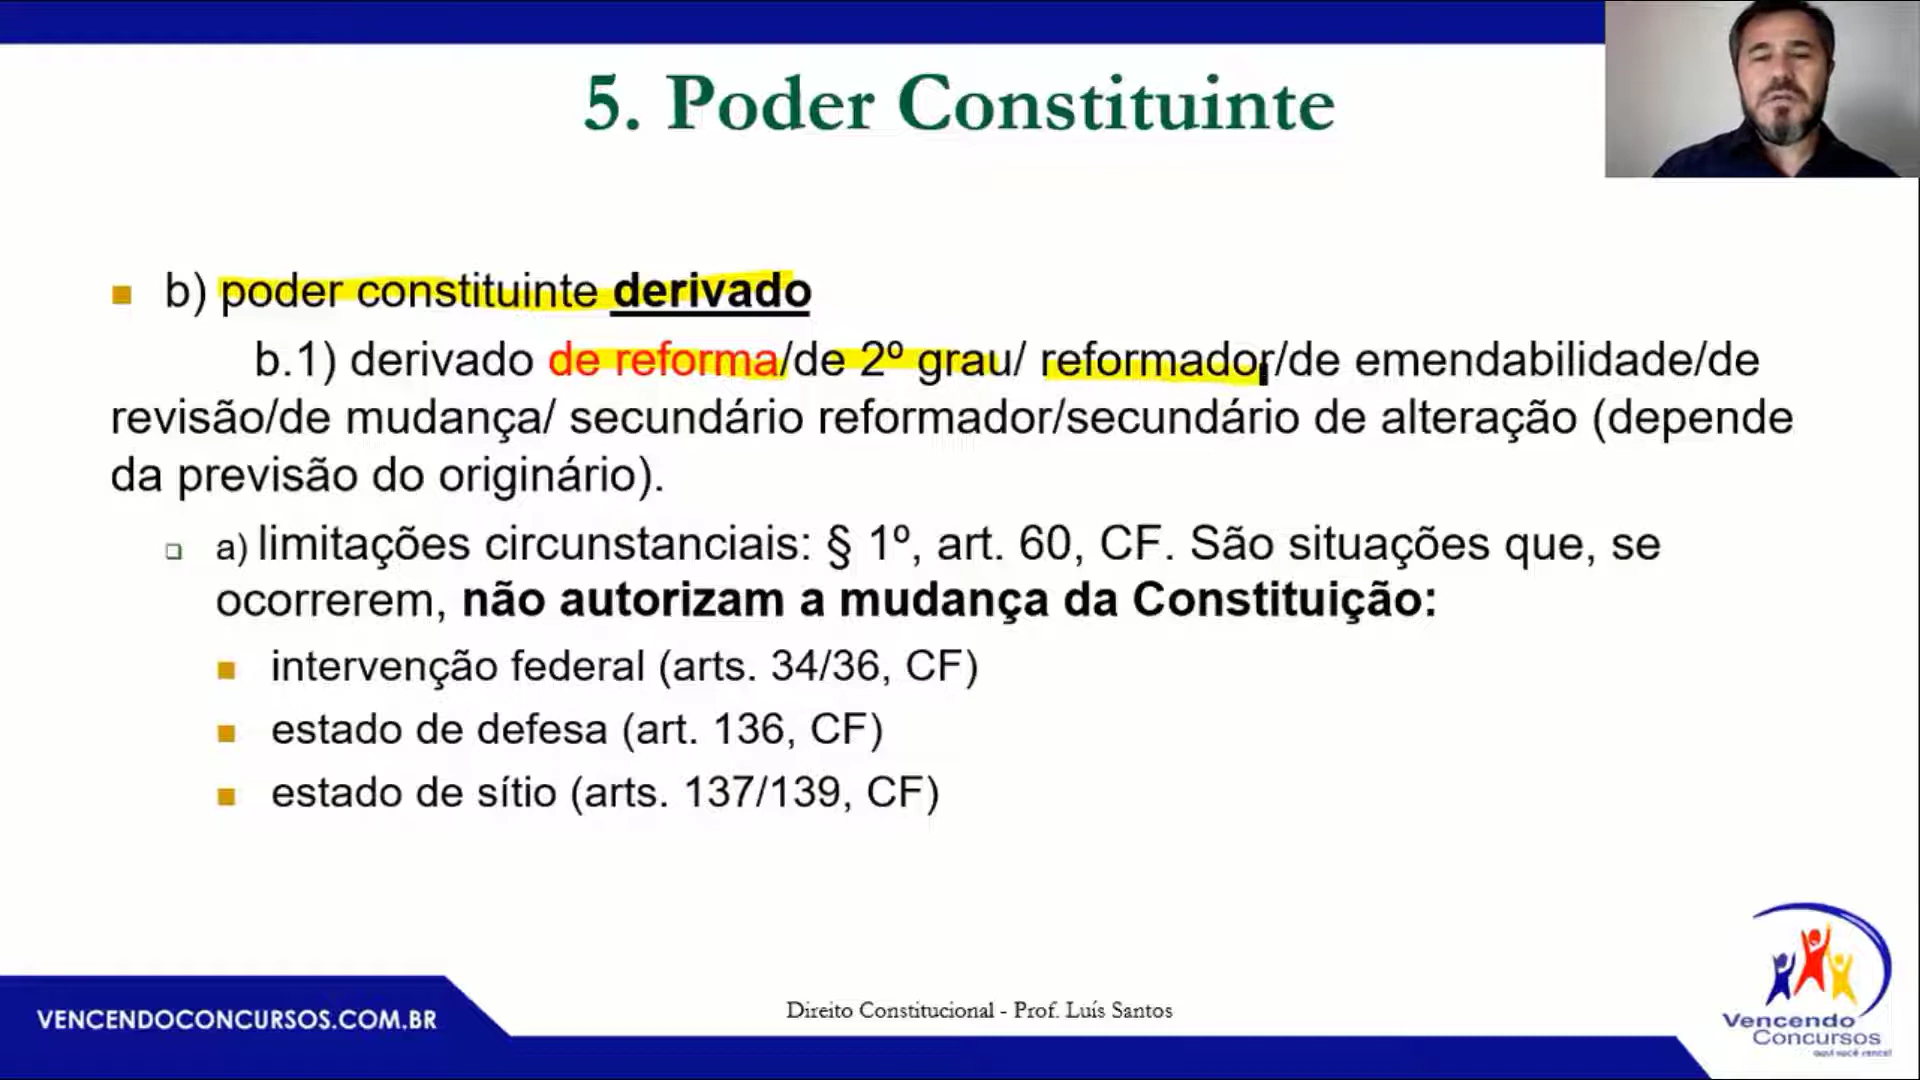 5. Poder Constituinte
b) poder constituinte derivado
b.1) derivado de reforma/de 2º grau/ reformador/de emendabilidade/de
revisão/de mudança/ secundário reformador/secundário de alteração (depende
da previsão do originário).
a) limitações circunstanciais: § 1º, art. 60, CF. São situações que, se
ocorrerem, não autorizam a mudança da Constituição:
intervenção federal (arts. 34/36, CF)
estado de defesa (art. 136, CF)
estado de sítio (arts. 137/139, CF)
VENCENDOCONCURSOS.COM.BR
Direito Constitucional - Prof. Luís Santos
Vencendo
Concursos
aqui você vence!